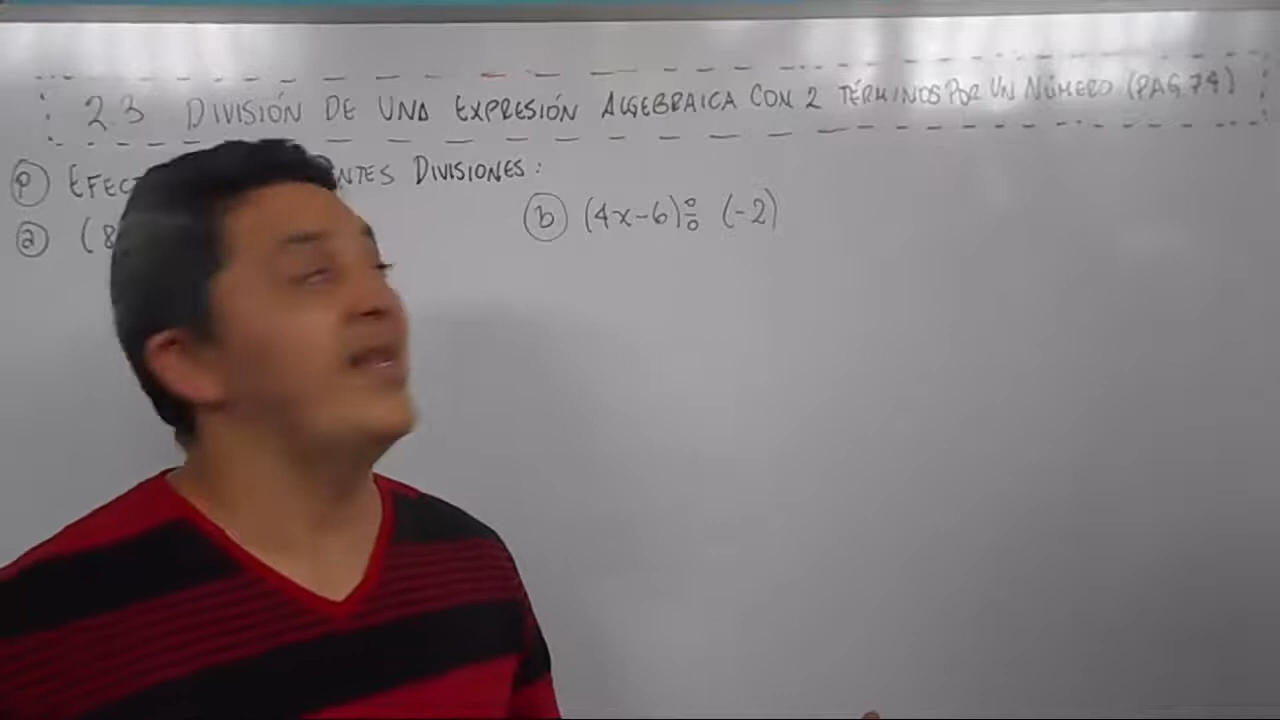 2.3 DIVISIÓN DE UNA EXPRESIÓN ALGEBRAICA CON 2 TÉRMINOS POR UN NÚMERO (PAG. 74)
P DIVISIONES:
a (8
b (4x-6)÷(-2)